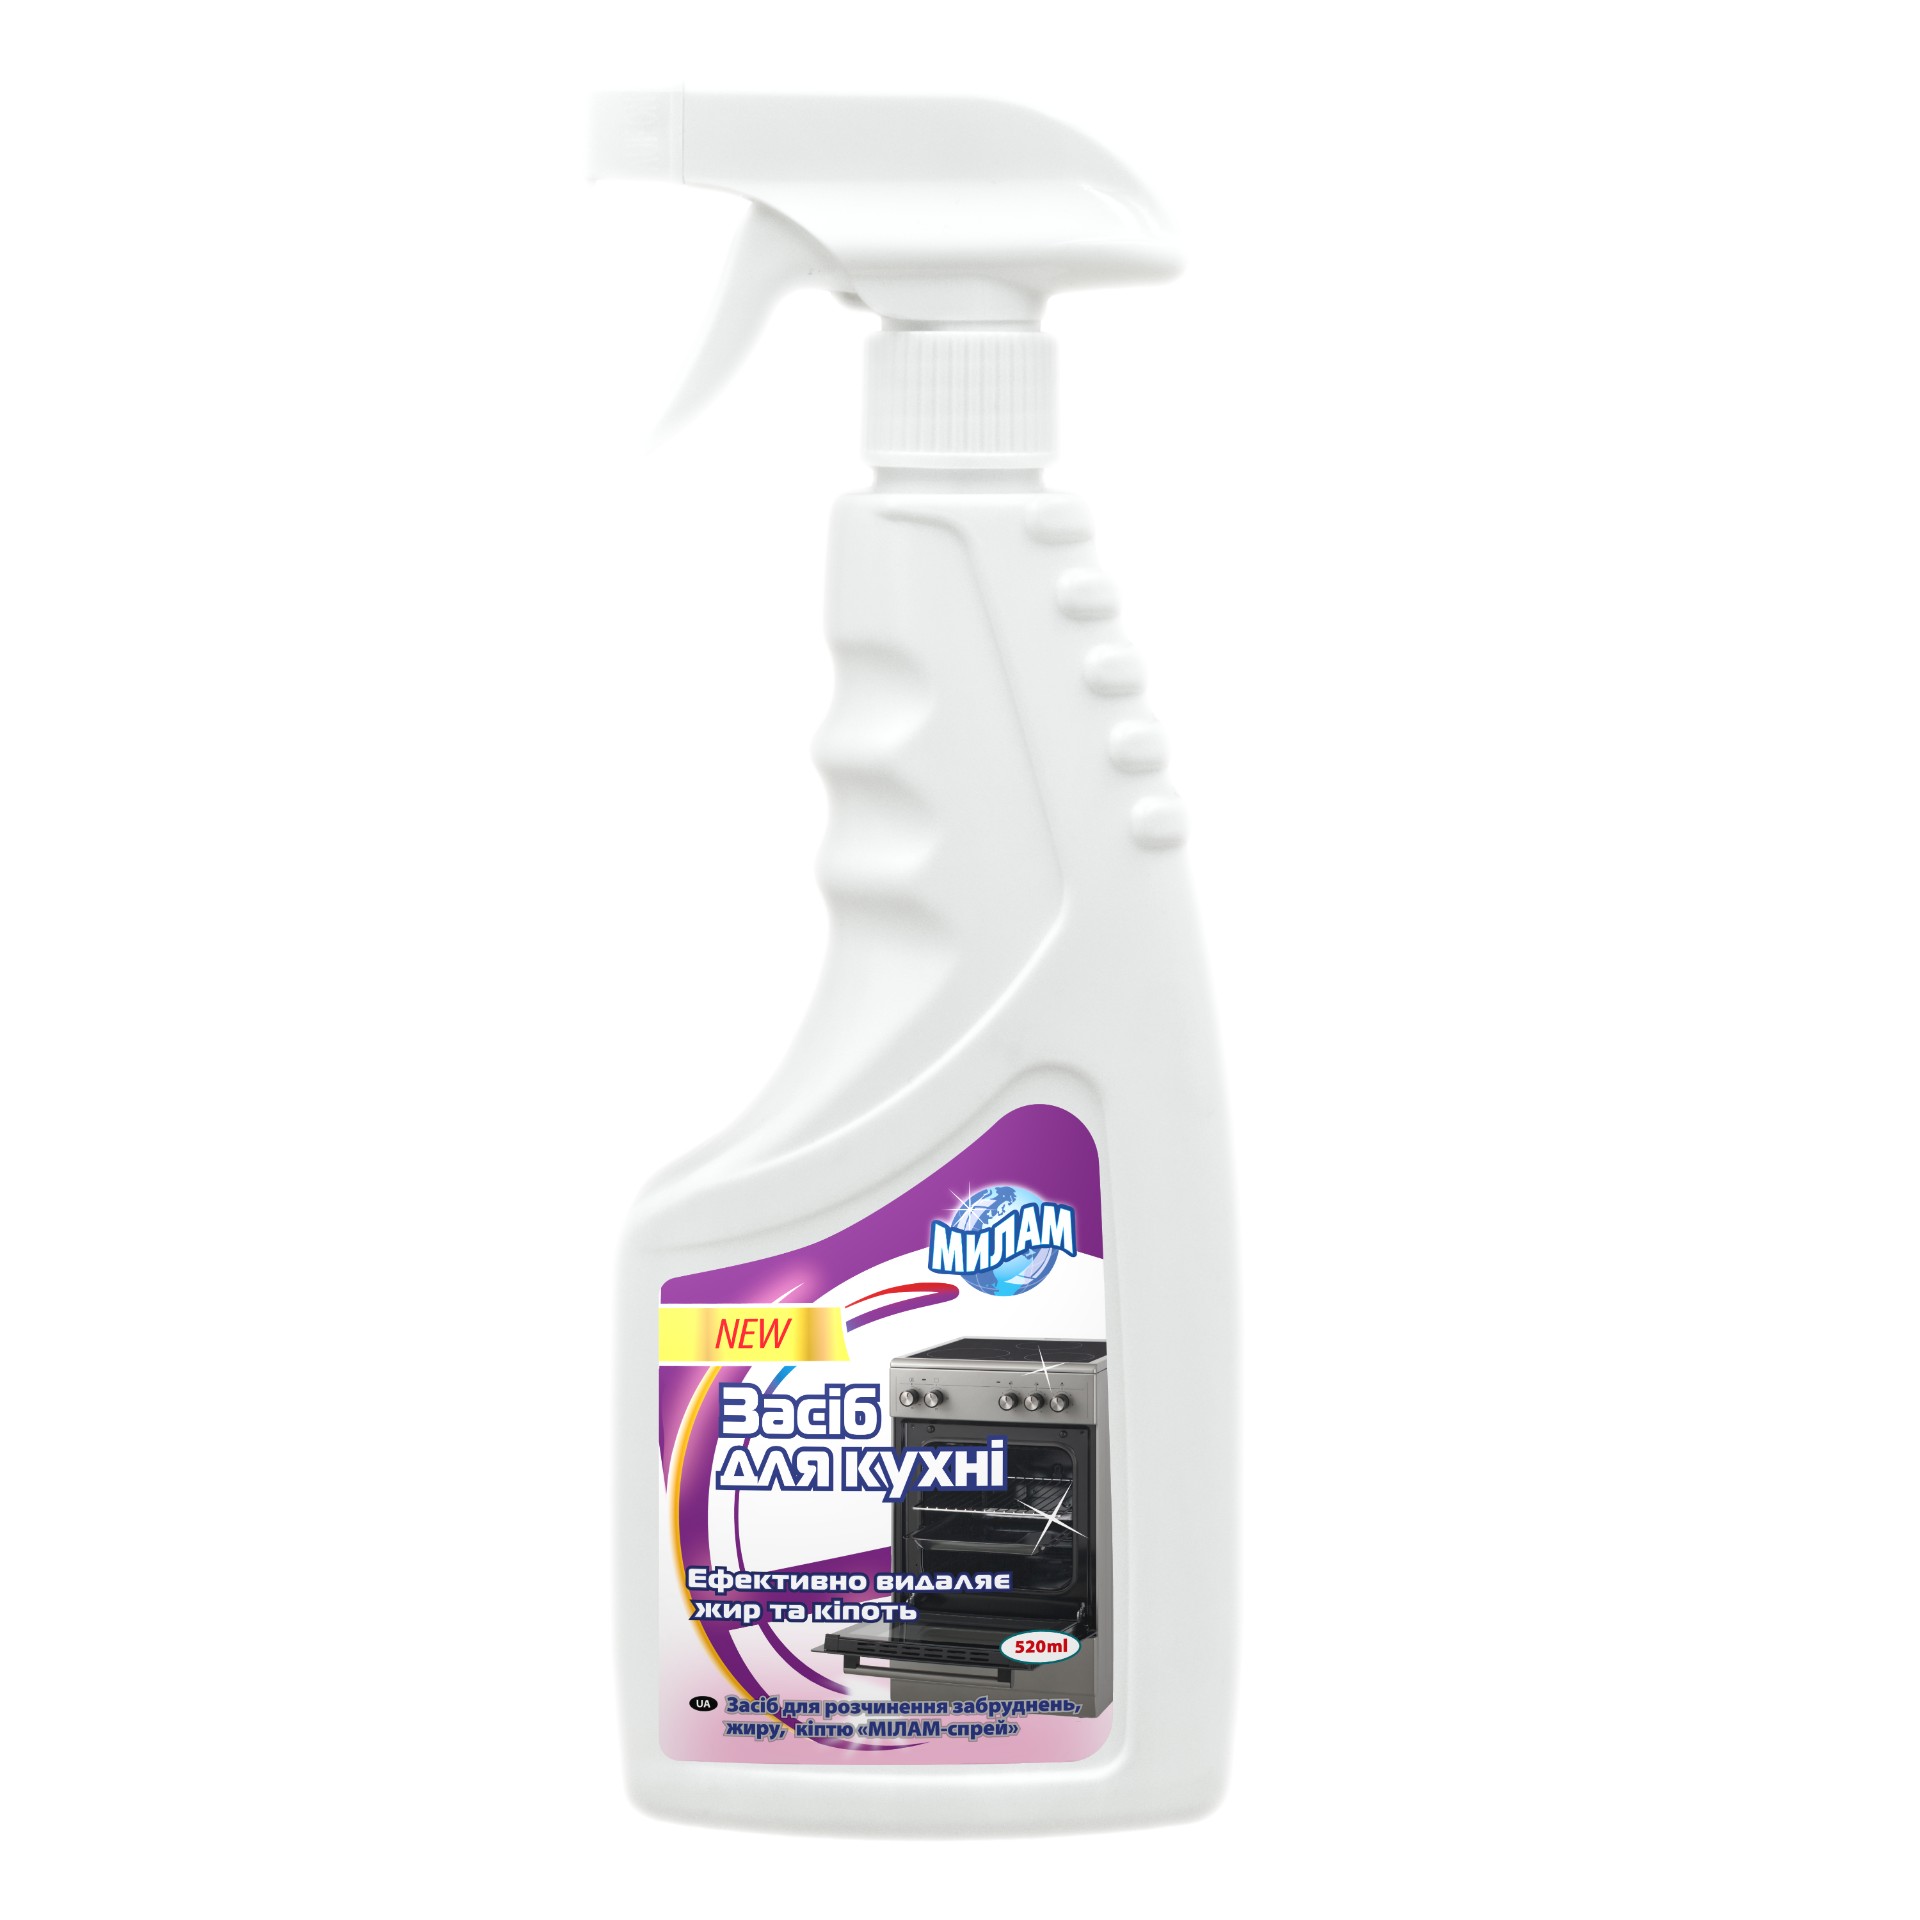 МИЛАМ
NEW
Засіб
для кухні
Ефективно видаляє
жир та кіпоть
520ml
UA Засіб для розчинення забруднень,
жиру, кіптю «МІЛАМ-спрей»